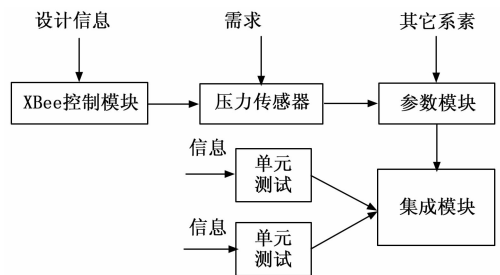 设计信息
需求
其它系素
XBee控制模块
压力传感器
参数模块
信息
单元
测试
集成模块
信息
单元
测试